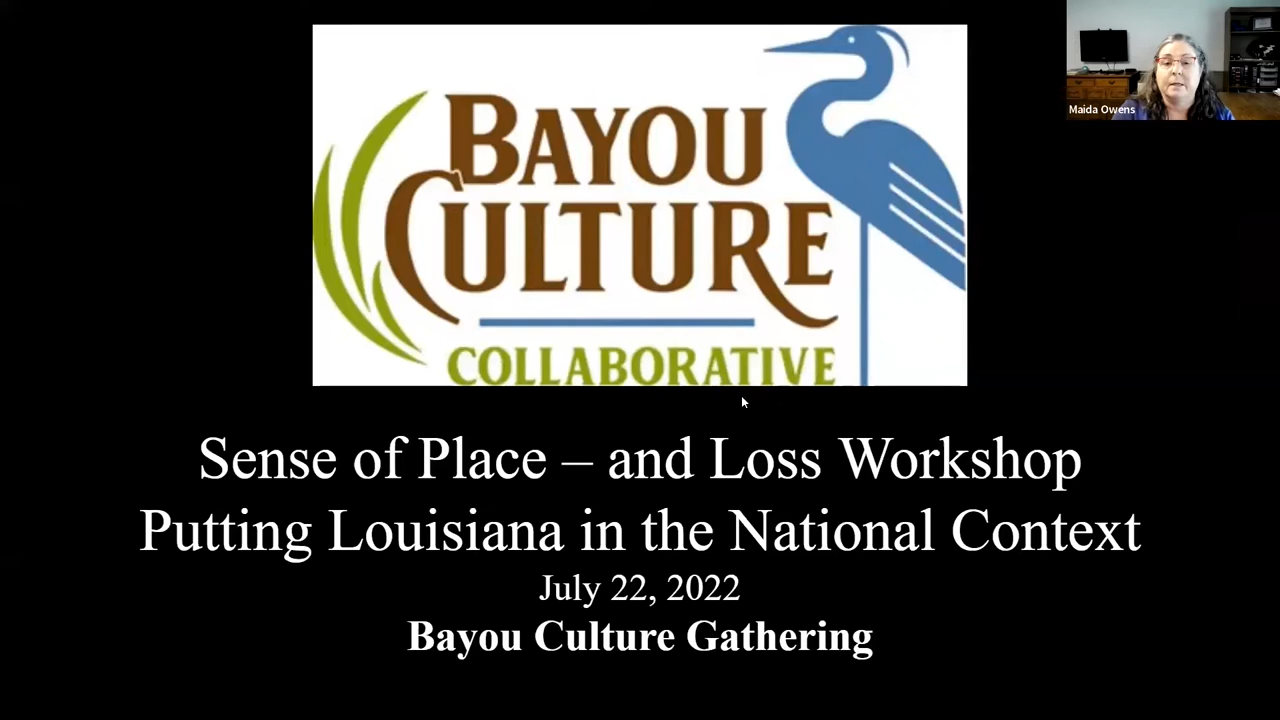 BAYOU
CULTURE
COLLABORATIVE
Maida Owens
Sense of Place – and Loss Workshop
Putting Louisiana in the National Context
July 22, 2022
Bayou Culture Gathering